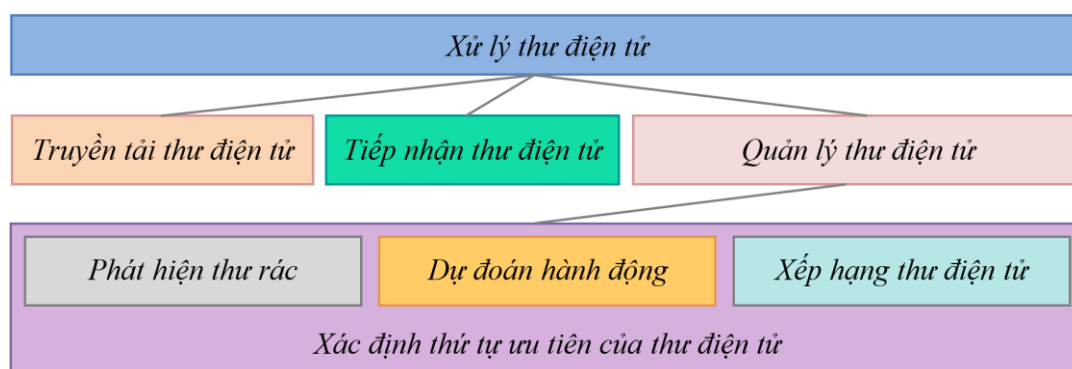 Xử lý thư điện tử
Truyền tải thư điện tử
Tiếp nhận thư điện tử
Quản lý thư điện tử
Phát hiện thư rác
Dự đoán hành động
Xếp hạng thư điện tử
Xác định thứ tự ưu tiên của thư điện tử